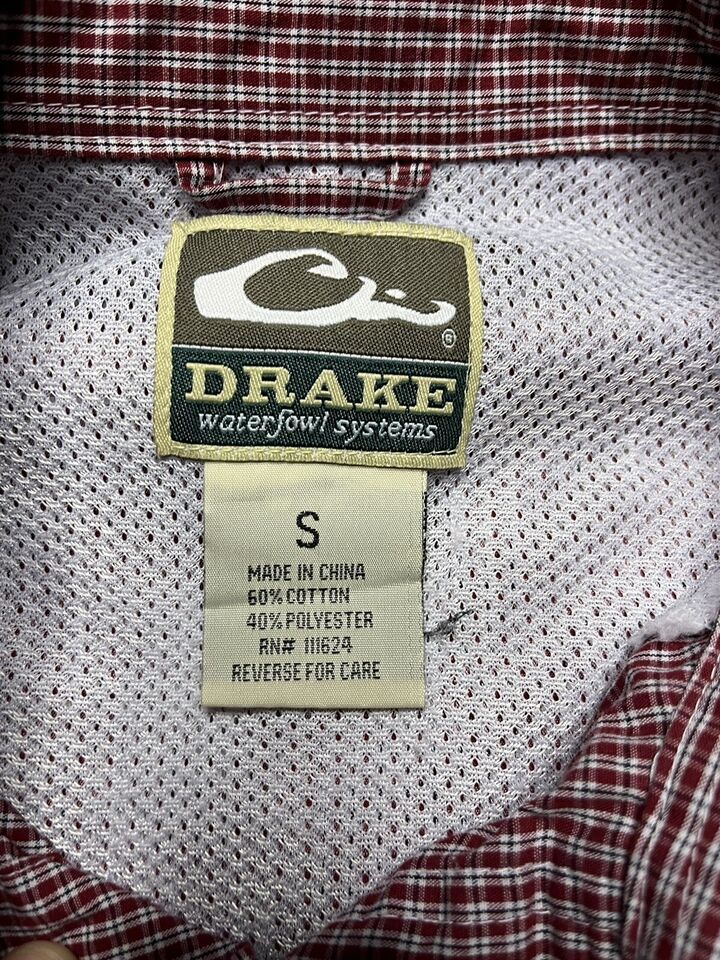 ®
DRAKE
waterfowl systems
S
MADE IN CHINA
60% COTTON
40% POLYESTER
RN# 111624
REVERSE FOR CARE